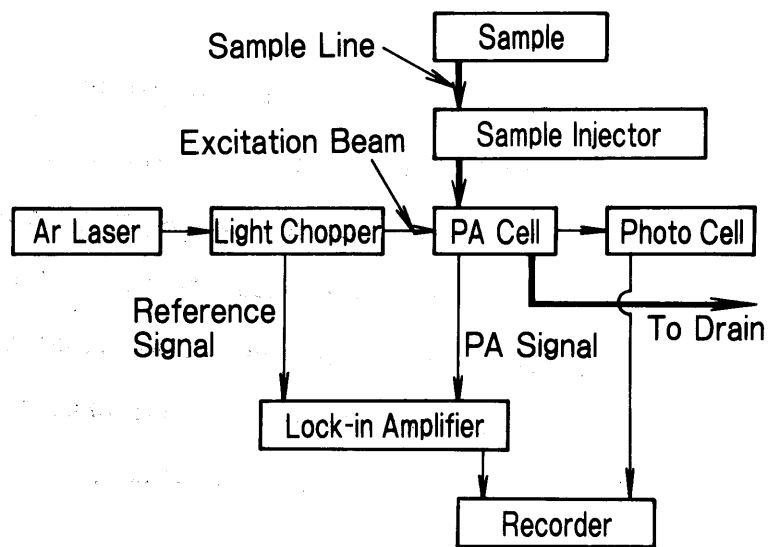 Sample
Sample Line
Sample Injector
Excitation Beam
Ar Laser
Light Chopper
PA Cell
Photo Cell
Reference
Signal
PA Signal
To Drain
Lock-in Amplifier
Recorder